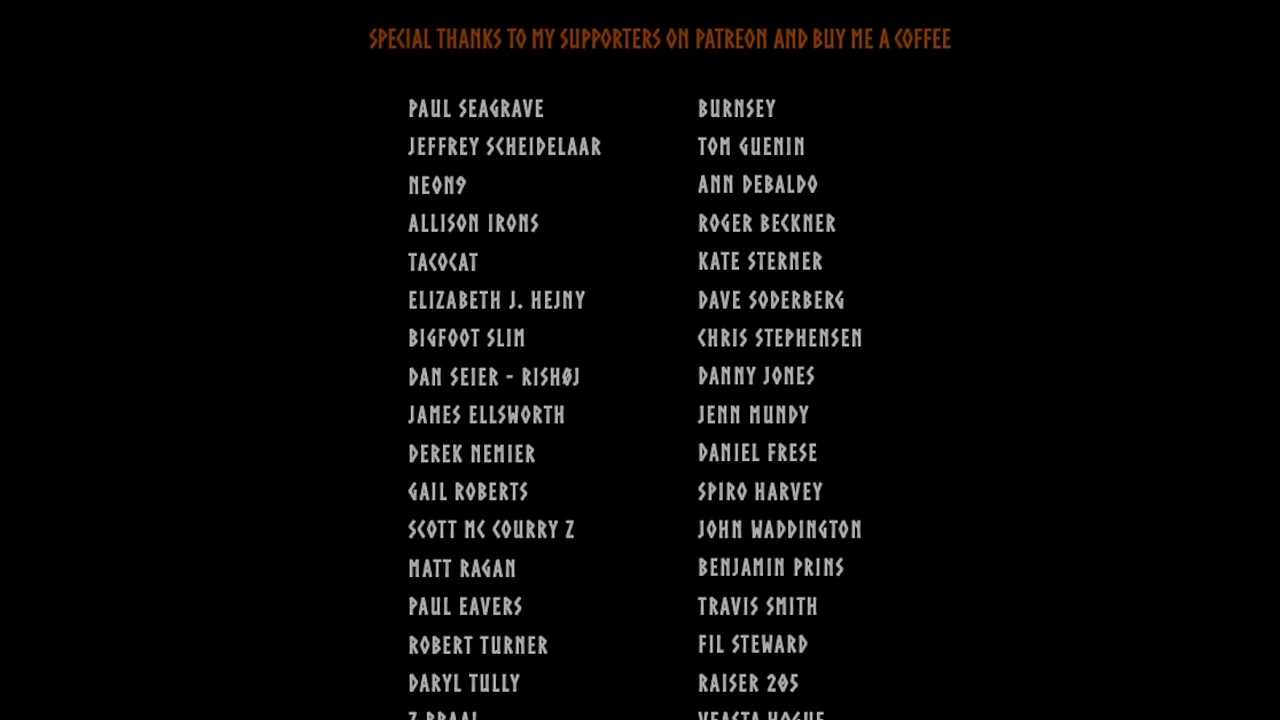 SPECIAL THANKS TO MY SUPPORTERS ON PATREON AND BUY ME A COFFEE
PAUL SEAGRAVE
JEFFREY SCHEIDELAAR
NEON9
ALLISON IRONS
TACOCAT
ELIZABETH J. HEJNY
BIGFOOT SLIM
DAN SEIER - RISHØJ
JAMES ELLSWORTH
DEREK NEMIER
GAIL ROBERTS
SCOTT MC COURRY Z
MATT RAGAN
PAUL EAVERS
ROBERT TURNER
DARYL TULLY
BURNSEY
TOM GUENIN
ANN DEBALDO
ROGER BECKNER
KATE STERNER
DAVE SODERBERG
CHRIS STEPHENSEN
DANNY JONES
JENN MUNDY
DANIEL FRESE
SPIRO HARVEY
JOHN WADDINGTON
BENJAMIN PRINS
TRAVIS SMITH
FIL STEWARD
RAISER 205